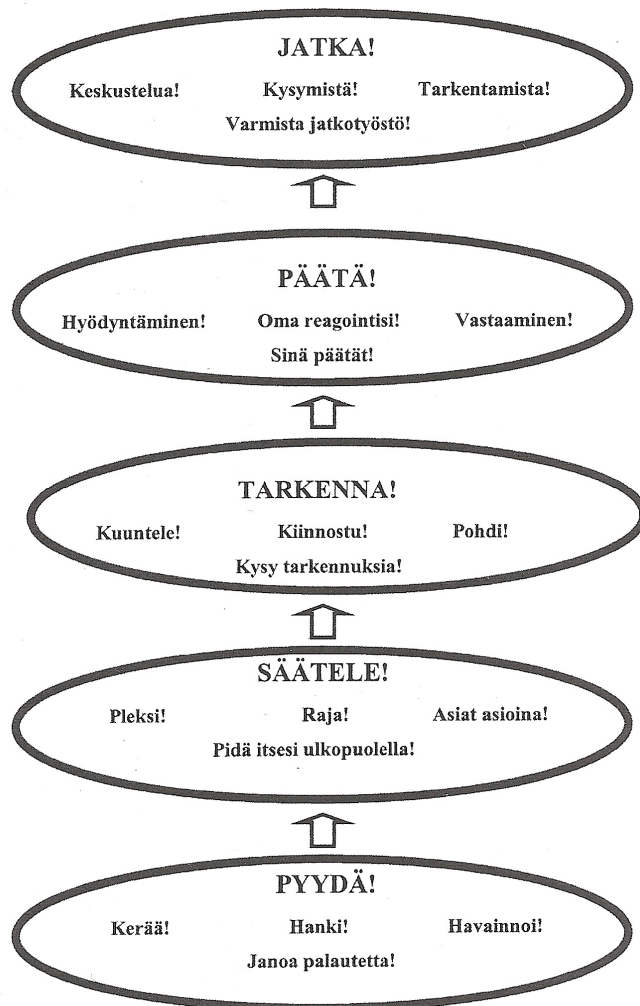 JATKA!
Keskustelua! Kysymistä! Tarkentamista!
Varmista jatkotyöstö!
PÄÄTÄ!
Hyödyntäminen! Oma reagointisi! Vastaaminen!
Sinä päätät!
TARKENNA!
Kuuntele! Kiinnostu! Pohdi!
Kysy tarkennuksia!
SÄÄTELE!
Pleksi! Raja! Asiat asioina!
Pidä itsesi ulkopuolella!
PYYDÄ!
Kerää! Hanki! Havainnoi!
Janoa palautetta!